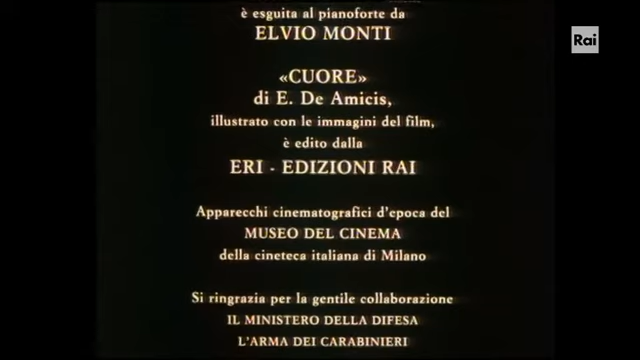 è esguita al pianoforte da
ELVIO MONTI
Rai
«CUORE»
di E. De Amicis,
illustrato con le immagini del film,
è edito dalla
ERI - EDIZIONI RAI
Apparecchi cinematografici d'epoca del
MUSEO DEL CINEMA
della cineteca italiana di Milano
Si ringrazia per la gentile collaborazione
IL MINISTERO DELLA DIFESA
L'ARMA DEI CARABINIERI